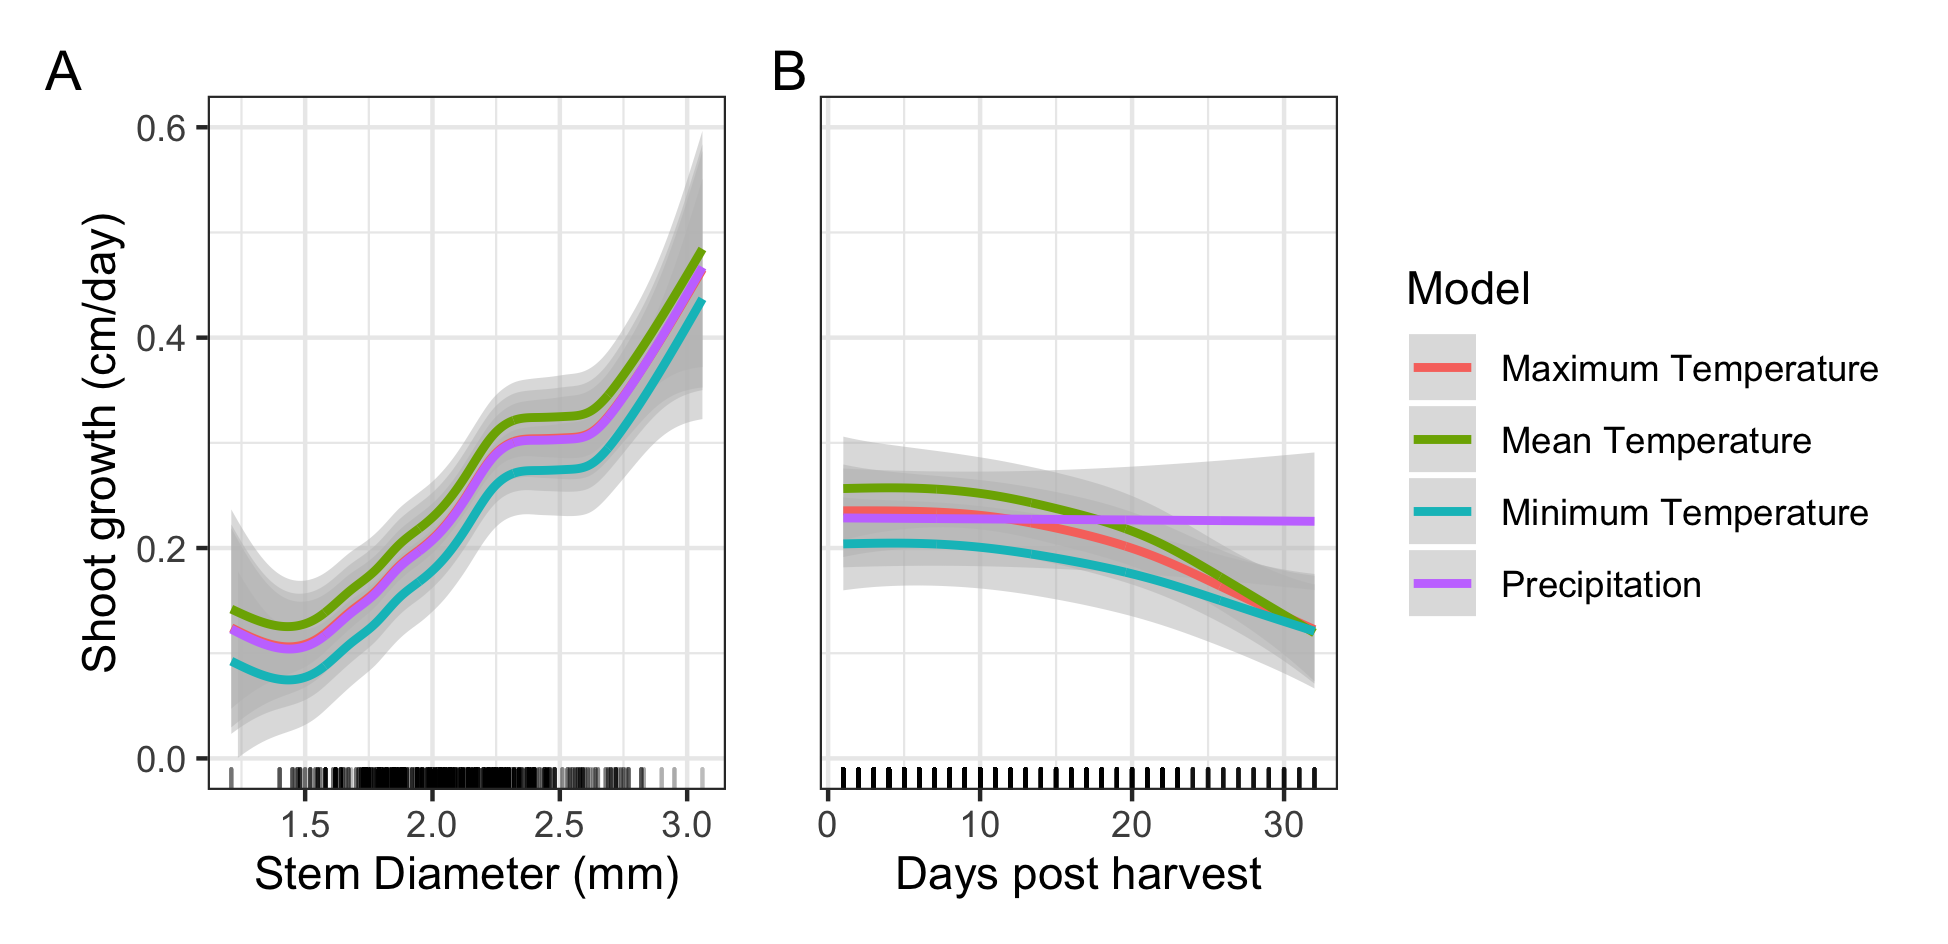 A
B
0.6
0.4
0.2
0.0
Shoot growth (cm/day)
1.5 2.0 2.5 3.0
Stem Diameter (mm)
0 10 20 30
Days post harvest
Model
Maximum Temperature
Mean Temperature
Minimum Temperature
Precipitation